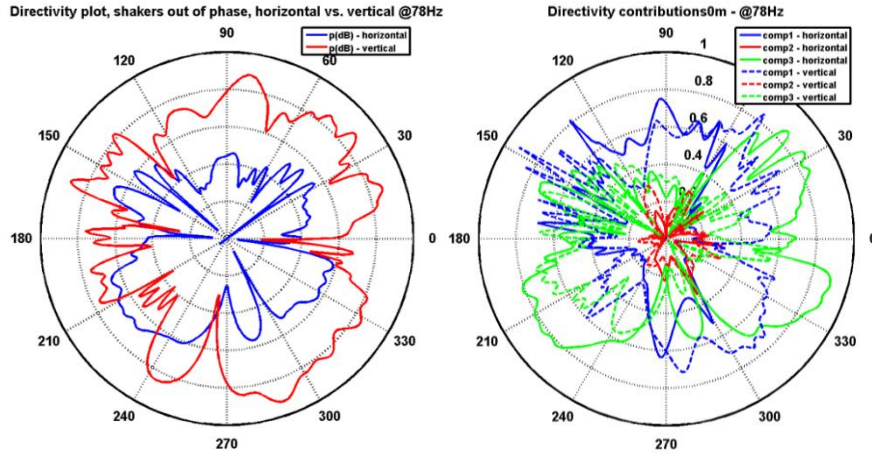 Directivity plot, shakers out of phase, horizontal vs. vertical @78Hz
90
p(dB) - horizontal
p(dB) - vertical
120
60
150
30
180
0
210
330
240
300
270
Directivity contributions0m - @78Hz
90
1
comp1 - horizontal
comp2 - horizontal
comp3 - horizontal
comp1 - vertical
comp2 - vertical
comp3 - vertical
120
0.8
0.6
150
30
0.4
180
0
210
330
240
300
270